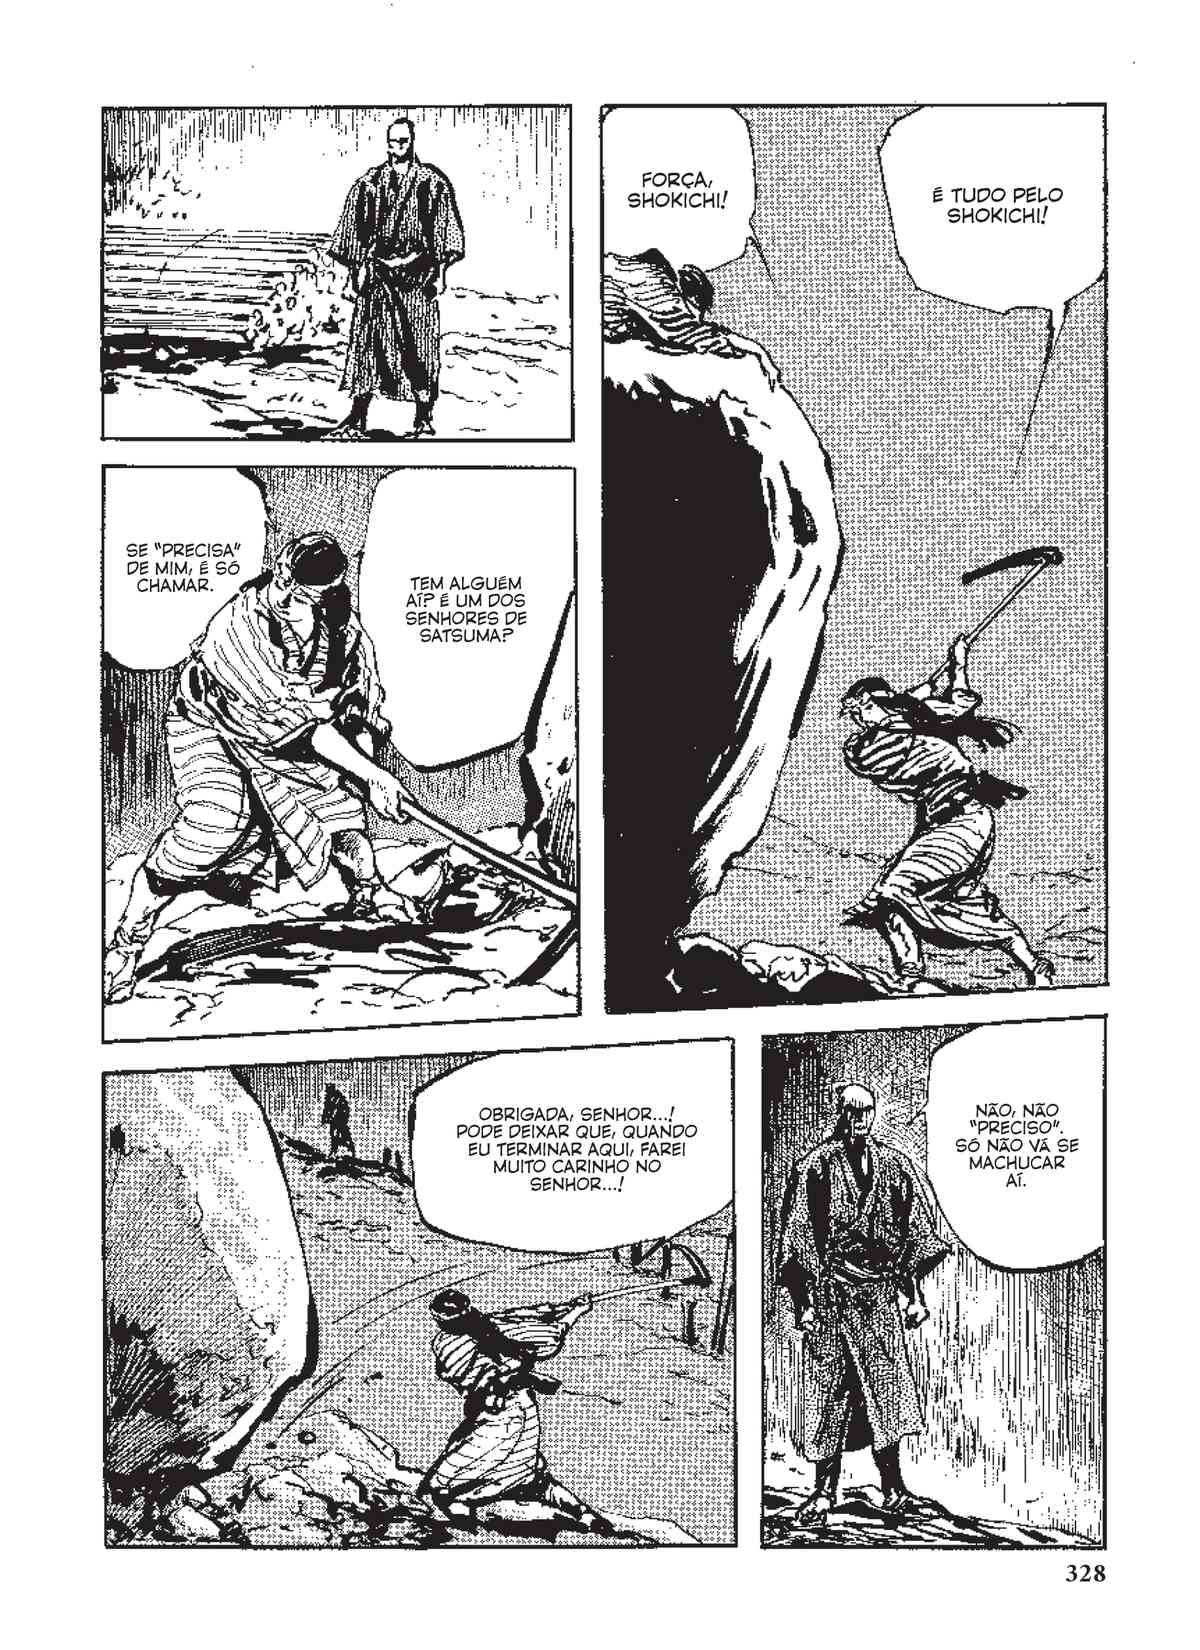 É TUDO PELO
SHOKICHI!
FORÇA,
SHOKICHI!
TEM ALGUÉM
AÍ? É UM DOS
SENHORES DE
SATSUMA?
SE "PRECISA"
DE MIM, É SÓ
CHAMAR.
NÃO, NÃO
"PRECISO".
SÓ NÃO VÁ SE
MACHUCAR
AÍ.
OBRIGADA, SENHOR...!
PODE DEIXAR QUE, QUANDO
EU TERMINAR AQUI, FAREI
MUITO CARINHO NO
SENHOR...!
328